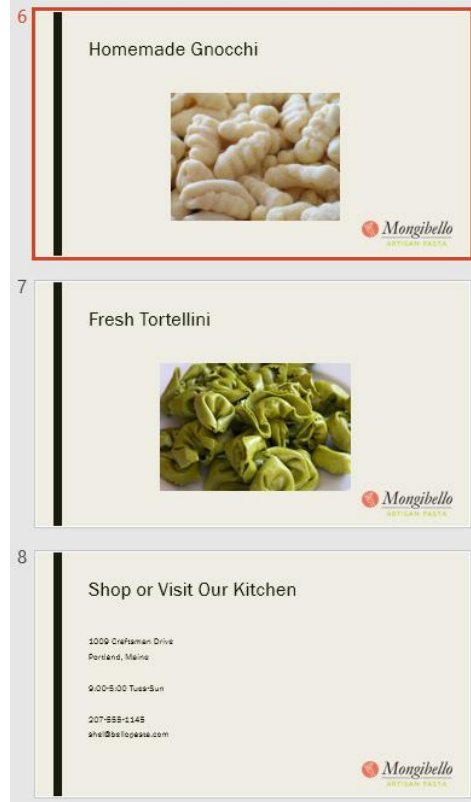 6
Homemade Gnocchi
Mongibello
ARTISAN PASTA
7
Fresh Tortellini
Mongibello
ARTISAN PASTA
8
Shop or Visit Our Kitchen
1009 Craftsman Drive
Portland, Maine
9:00-5:00 Tues-Sun
207-555-1145
shel@bellopasta.com
Mongibello
ARTISAN PASTA